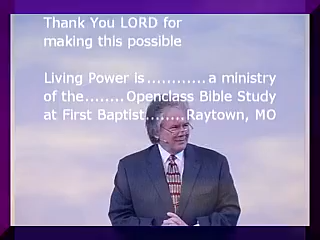 Thank You LORD for
making this possible
Living Power is............a ministry
of the........Openclass Bible Study
at First Baptist........Raytown, MO